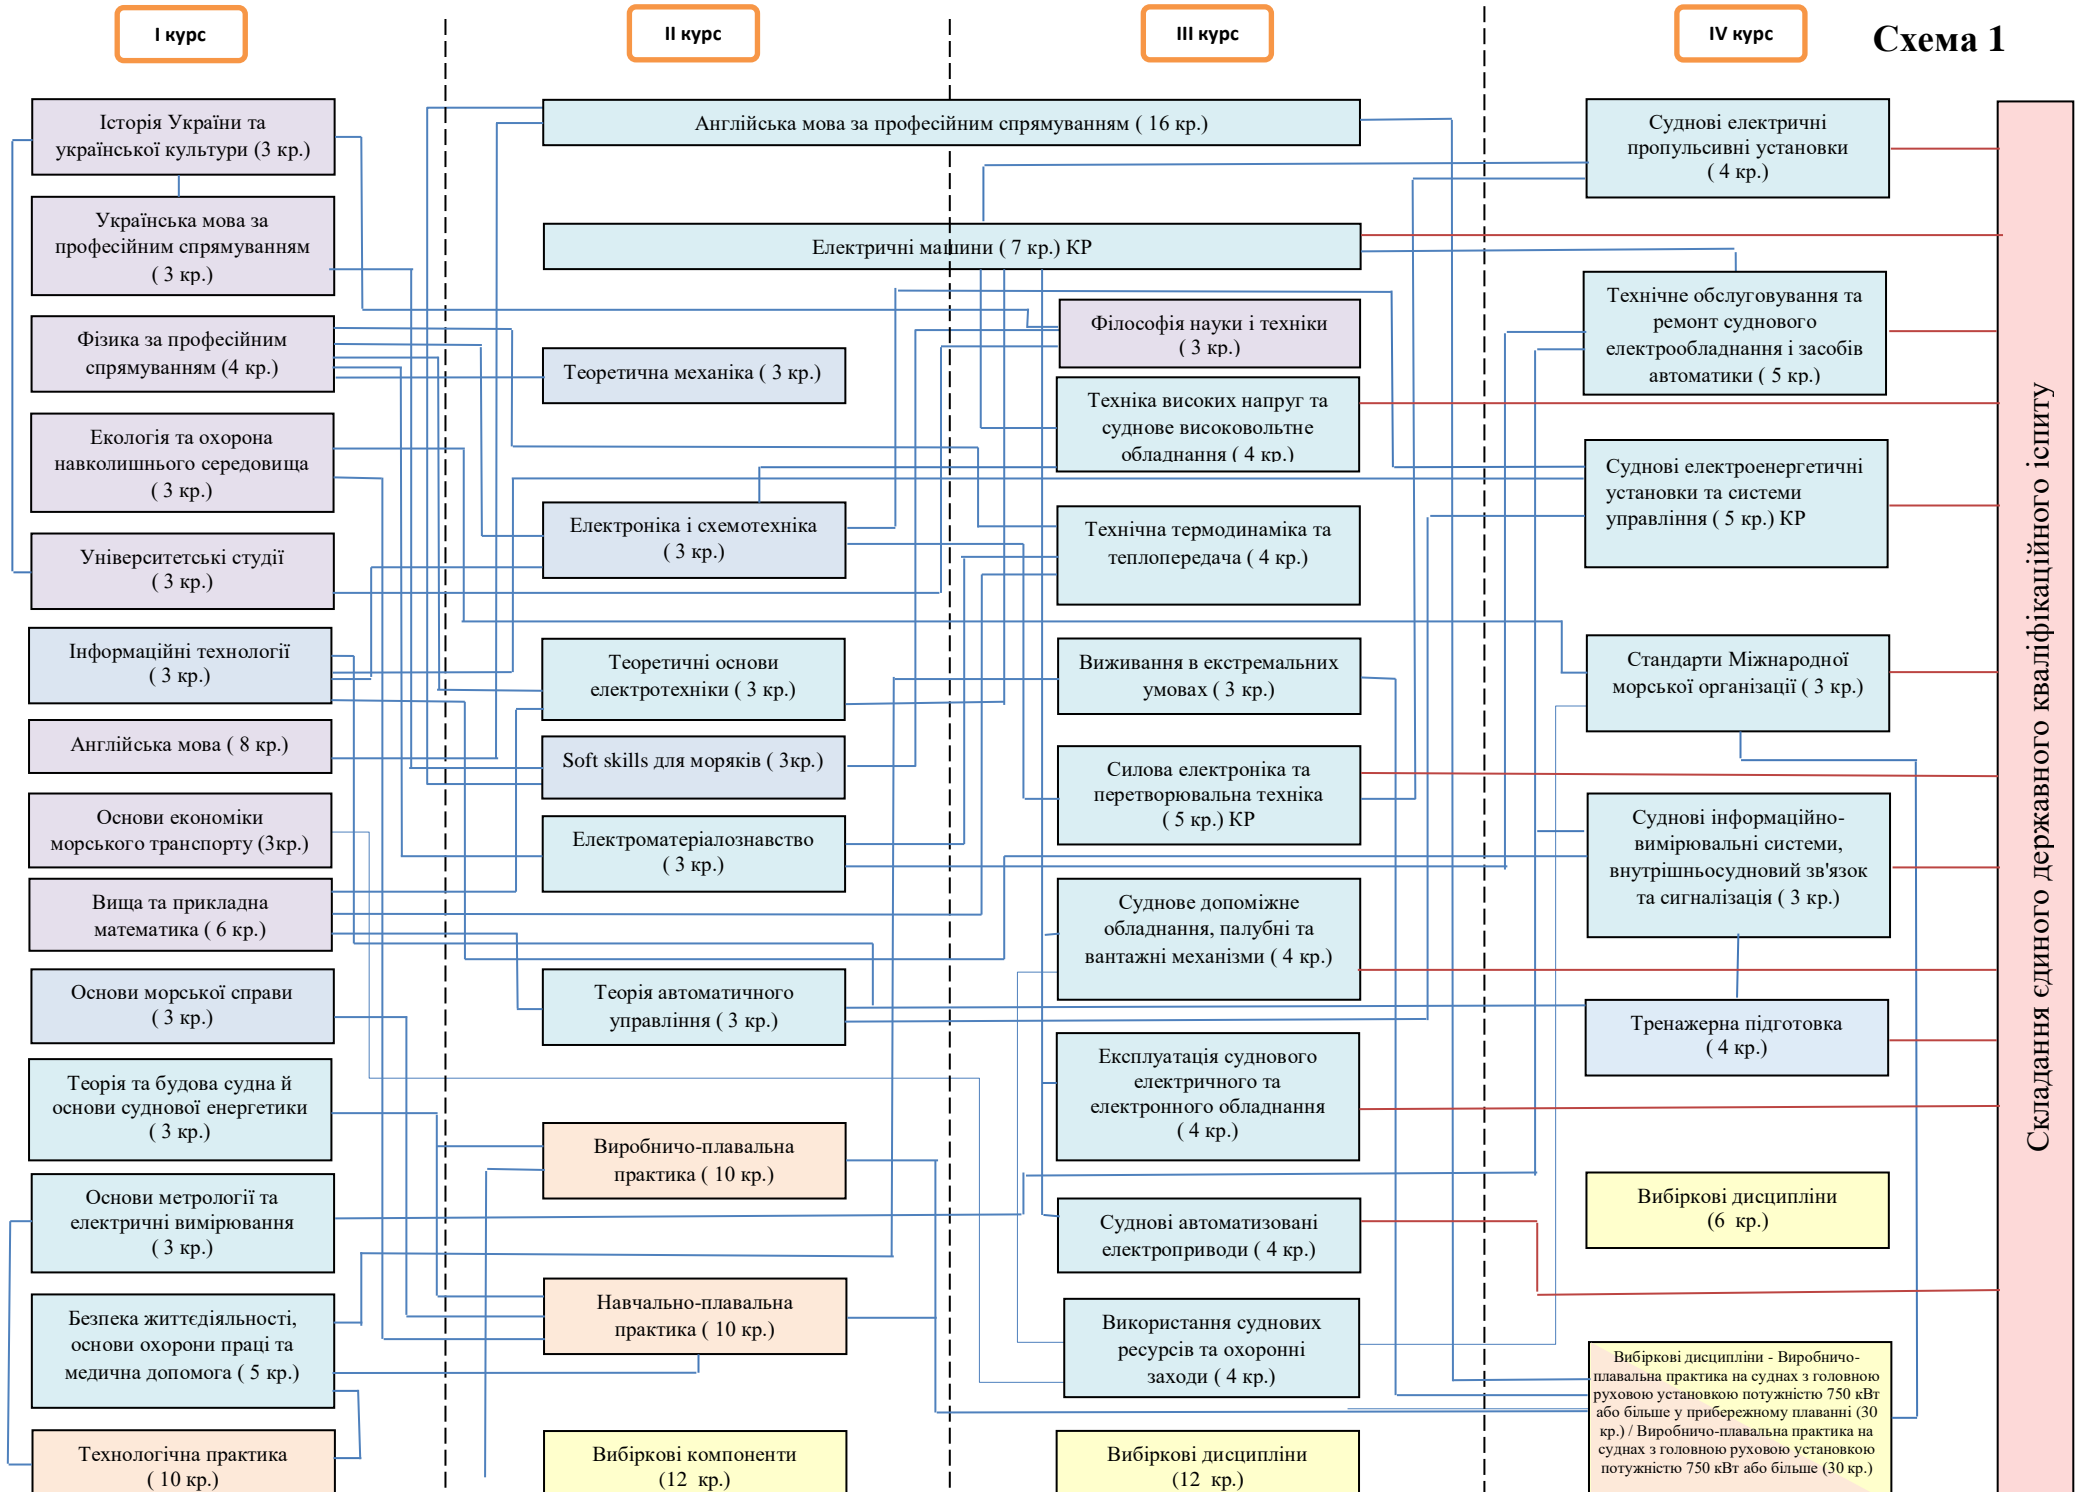 I курс
II курс
III курс
IV курс
Схема 1
Історія України та
української культури (3 кр.)
Українська мова за
професійним спрямуванням
( 3 кр.)
Фізика за професійним
спрямуванням (4 кр.)
Екологія та охорона
навколишнього середовища
( 3 кр.)
Університетські студії
( 3 кр.)
Інформаційні технології
( 3 кр.)
Англійська мова ( 8 кр.)
Основи економіки
морського транспорту (3кр.)
Вища та прикладна
математика ( 6 кр.)
Основи морської справи
( 3 кр.)
Теорія та будова судна й
основи суднової енергетики
( 3 кр.)
Основи метрології та
електричні вимірювання
( 3 кр.)
Безпека життєдіяльності,
основи охорони праці та
медична допомога ( 5 кр.)
Технологічна практика
( 10 кр.)
Англійська мова за професійним спрямуванням ( 16 кр.)
Електричні машини ( 7 кр.) КР
Теоретична механіка ( 3 кр.)
Електроніка і схемотехніка
( 3 кр.)
Теоретичні основи
електротехніки ( 3 кр.)
Soft skills для моряків ( 3кр.)
Електроматеріалознавство
( 3 кр.)
Теорія автоматичного
управління ( 3 кр.)
Виробничо-плавальна
практика ( 10 кр.)
Навчально-плавальна
практика ( 10 кр.)
Вибіркові компоненти
(12 кр.)
Філософія науки і техніки
( 3 кр.)
Техніка високих напруг та
суднове високовольтне
обладнання ( 4 кр.)
Технічна термодинаміка та
теплопередача ( 4 кр.)
Виживання в екстремальних
умовах ( 3 кр.)
Силова електроніка та
перетворювальна техніка
( 5 кр.) КР
Суднове допоміжне
обладнання, палубні та
вантажні механізми ( 4 кр.)
Експлуатація суднового
електричного та
електронного обладнання
( 4 кр.)
Суднові автоматизовані
електроприводи ( 4 кр.)
Використання суднових
ресурсів та охоронні
заходи ( 4 кр.)
Вибіркові дисципліни
(12 кр.)
Суднові електричні
пропульсивні установки
( 4 кр.)
Технічне обслуговування та
ремонт суднового
електрообладнання і засобів
автоматики ( 5 кр.)
Суднові електроенергетичні
установки та системи
управління ( 5 кр.) КР
Стандарти Міжнародної
морської організації ( 3 кр.)
Суднові інформаційно-
вимірювальні системи,
внутрішньосудновий зв'язок
та сигналізація ( 3 кр.)
Тренажерна підготовка
( 4 кр.)
Вибіркові дисципліни
(6 кр.)
Вибіркові дисципліни - Виробничо-
плавальна практика на суднах з головною
руховою установкою потужністю 750 кВт
або більше у прибережному плаванні (30
кр.) / Виробничо-плавальна практика на
суднах з головною руховою установкою
потужністю 750 кВт або більше (30 кр.)
Складання єдиного державного кваліфікаційного іспиту